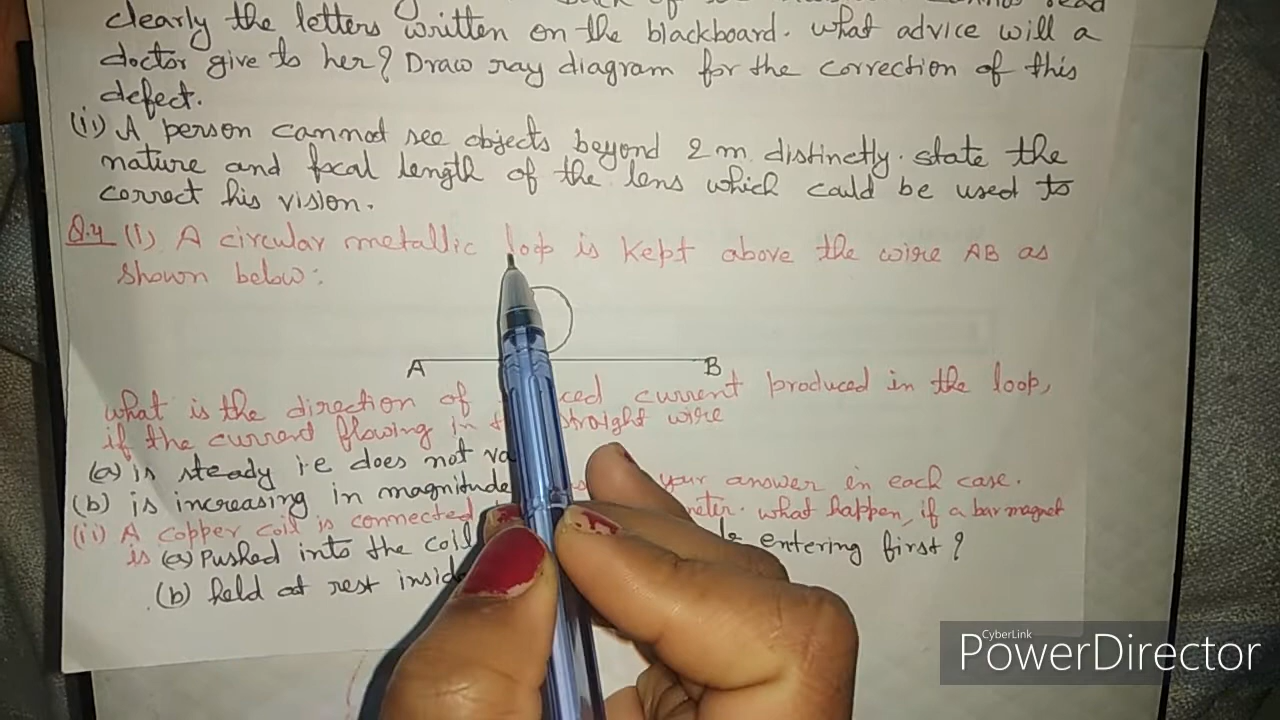 clearly the letters written on the blackboard. what advice will a
doctor give to her? Draw ray diagram for the correction of this
defect.
(ii) A person cannot see objects beyond 2 m distinctly. state the
nature and focal length of the lens which could be used to
correct his vision.
Q.4 (i) A circular metallic loop is kept above the wire AB as
shown below:
A B
what is the direction of ced current produced in the loop,
if the current flowing in straight wire
(a) is steady i.e does not va
(b) is increasing in magnitude your answer in each case.
(ii) A copper coil is connected meter. what happen, if a bar magnet
is (a) Pushed into the coil entering first?
(b) held at rest insid
CyberLink
PowerDirector